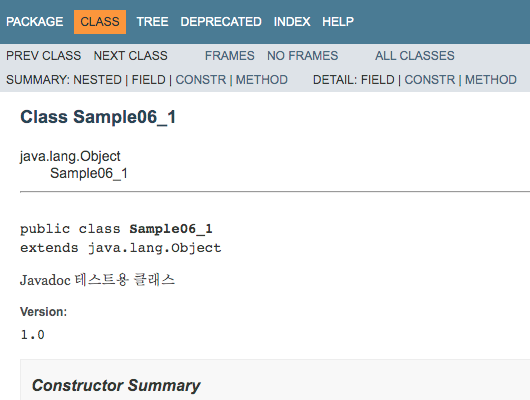 PACKAGE CLASS TREE DEPRECATED INDEX HELP
PREV CLASS NEXT CLASS FRAMES NO FRAMES ALL CLASSES
SUMMARY: NESTED | FIELD | CONSTR | METHOD DETAIL: FIELD | CONSTR | METHOD
Class Sample06_1
java.lang.Object
Sample06_1
public class Sample06_1
extends java.lang.Object
Javadoc 테스트용 클래스
Version:
1.0
Constructor Summary